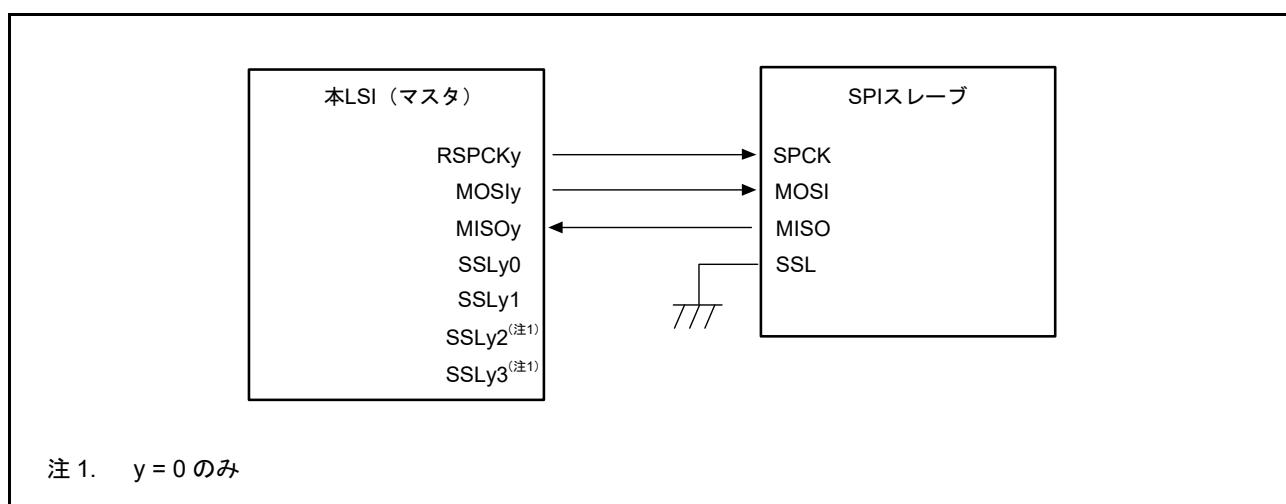 本LSI（マスタ）
RSPCKy
MOSIy
MISOy
SSLy0
SSLy1
SSLy2(注1)
SSLy3(注1)
SPIスレーブ
SPCK
MOSI
MISO
SSL
注 1. y = 0 のみ